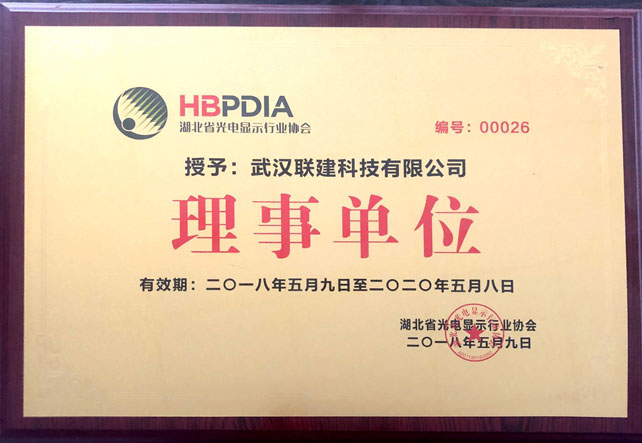 HBPDIA
湖北省光电显示行业协会
编号：00026
授予：武汉联建科技有限公司
理事单位
有效期：二〇一八年五月九日至二〇二〇年五月八日
湖北省光电显示行业协会
二〇一八年五月九日